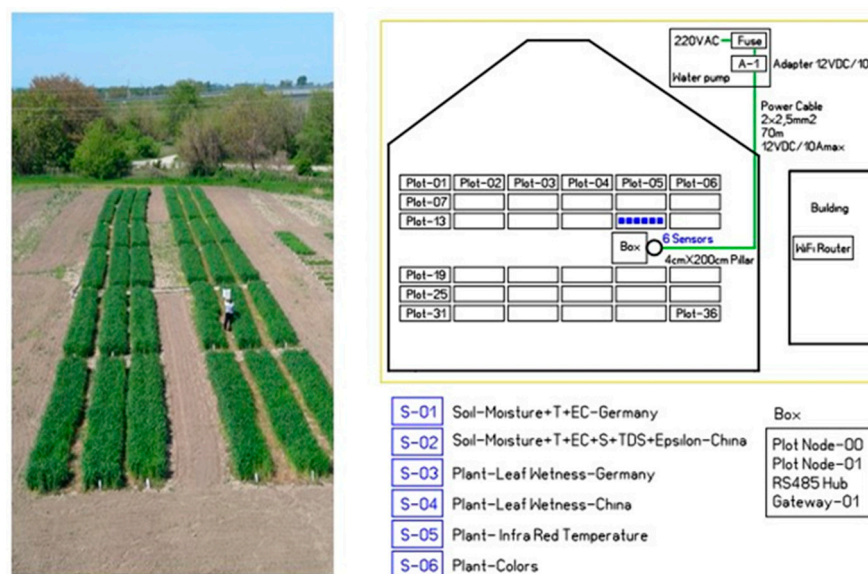 220VAC
Fuse
A-1
Adapter 12VDC/10
Water pump
Power Cable
2x2,5mm2
70m
12VDC/10Amax
Plot-01 Plot-02 Plot-03 Plot-04 Plot-05 Plot-06
Plot-07
Plot-13
Box
6 Sensors
4cmX200cm Pillar
Plot-19
Plot-25
Plot-31 Plot-36
Building
WiFi Router
S-01 Soil-Moisture+T+EC-Germany
S-02 Soil-Moisture+T+EC+S+TDS+Epsilon-China
S-03 Plant-Leaf Wetness-Germany
S-04 Plant-Leaf Wetness-China
S-05 Plant- Infra Red Temperature
S-06 Plant-Colors
Box
Plot Node-00
Plot Node-01
RS485 Hub
Gateway-01